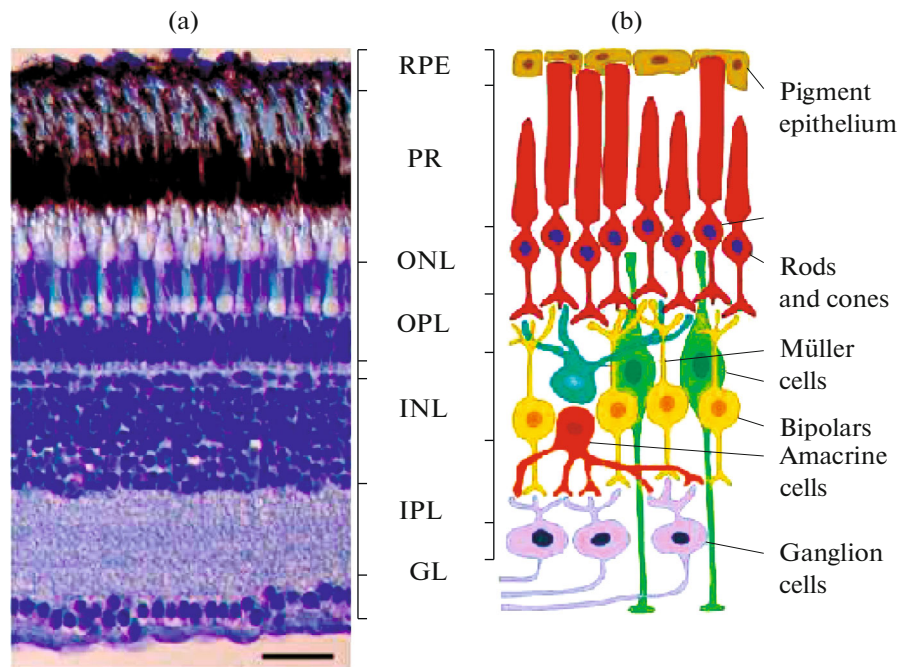 (a)
(b)
RPE
PR
ONL
OPL
INL
IPL
GL
Pigment
epithelium
Rods
and cones
Müller
cells
Bipolars
Amacrine
cells
Ganglion
cells